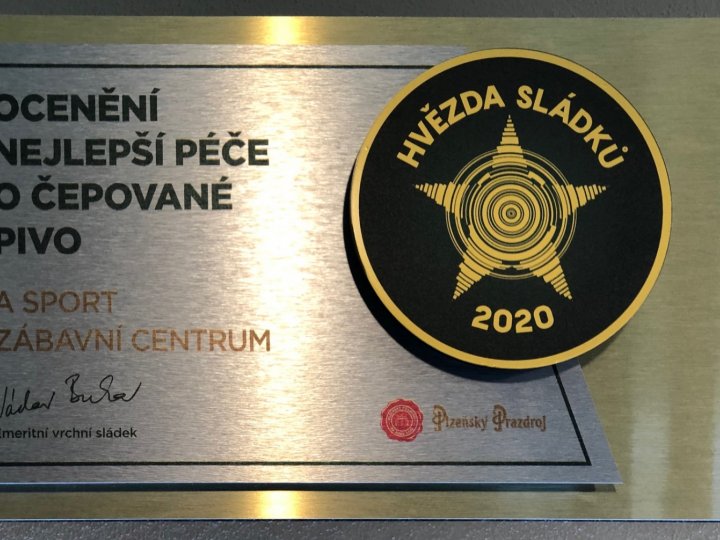 OCENĚNÍ
NEJLEPŠÍ PÉČE
O ČEPOVANÉ
PIVO
A SPORT
ZÁBAVNÍ CENTRUM
emeritní vrchní sládek
Plzeňský Prazdroj
HVĚZDA SLÁDKŮ
2020